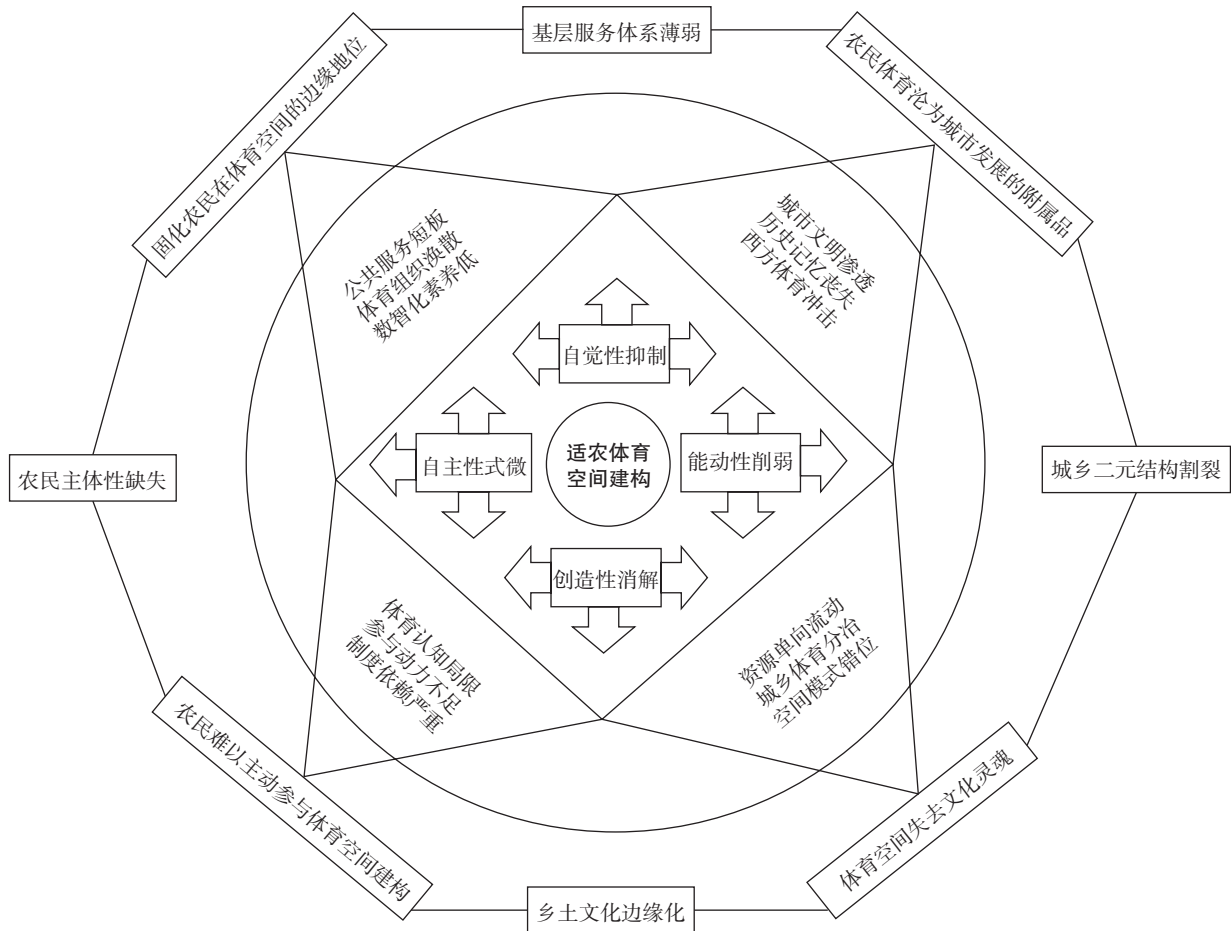 基层服务体系薄弱
固化农民在体育空间的边缘地位
农民体育沦为城市发展的附属品
公共服务短板
体育组织涣散
数智化素养低
城市文明渗透
历史记忆丧失
西方体育冲击
自觉性抑制
农民主体性缺失
自主性式微
适农体育
空间建构
能动性削弱
城乡二元结构割裂
创造性消解
体育认知局限
参与动力不足
制度依赖严重
资源单向流动
城乡体育分治
空间模式错位
农民难以主动参与体育空间建构
体育空间失去文化灵魂
乡土文化边缘化